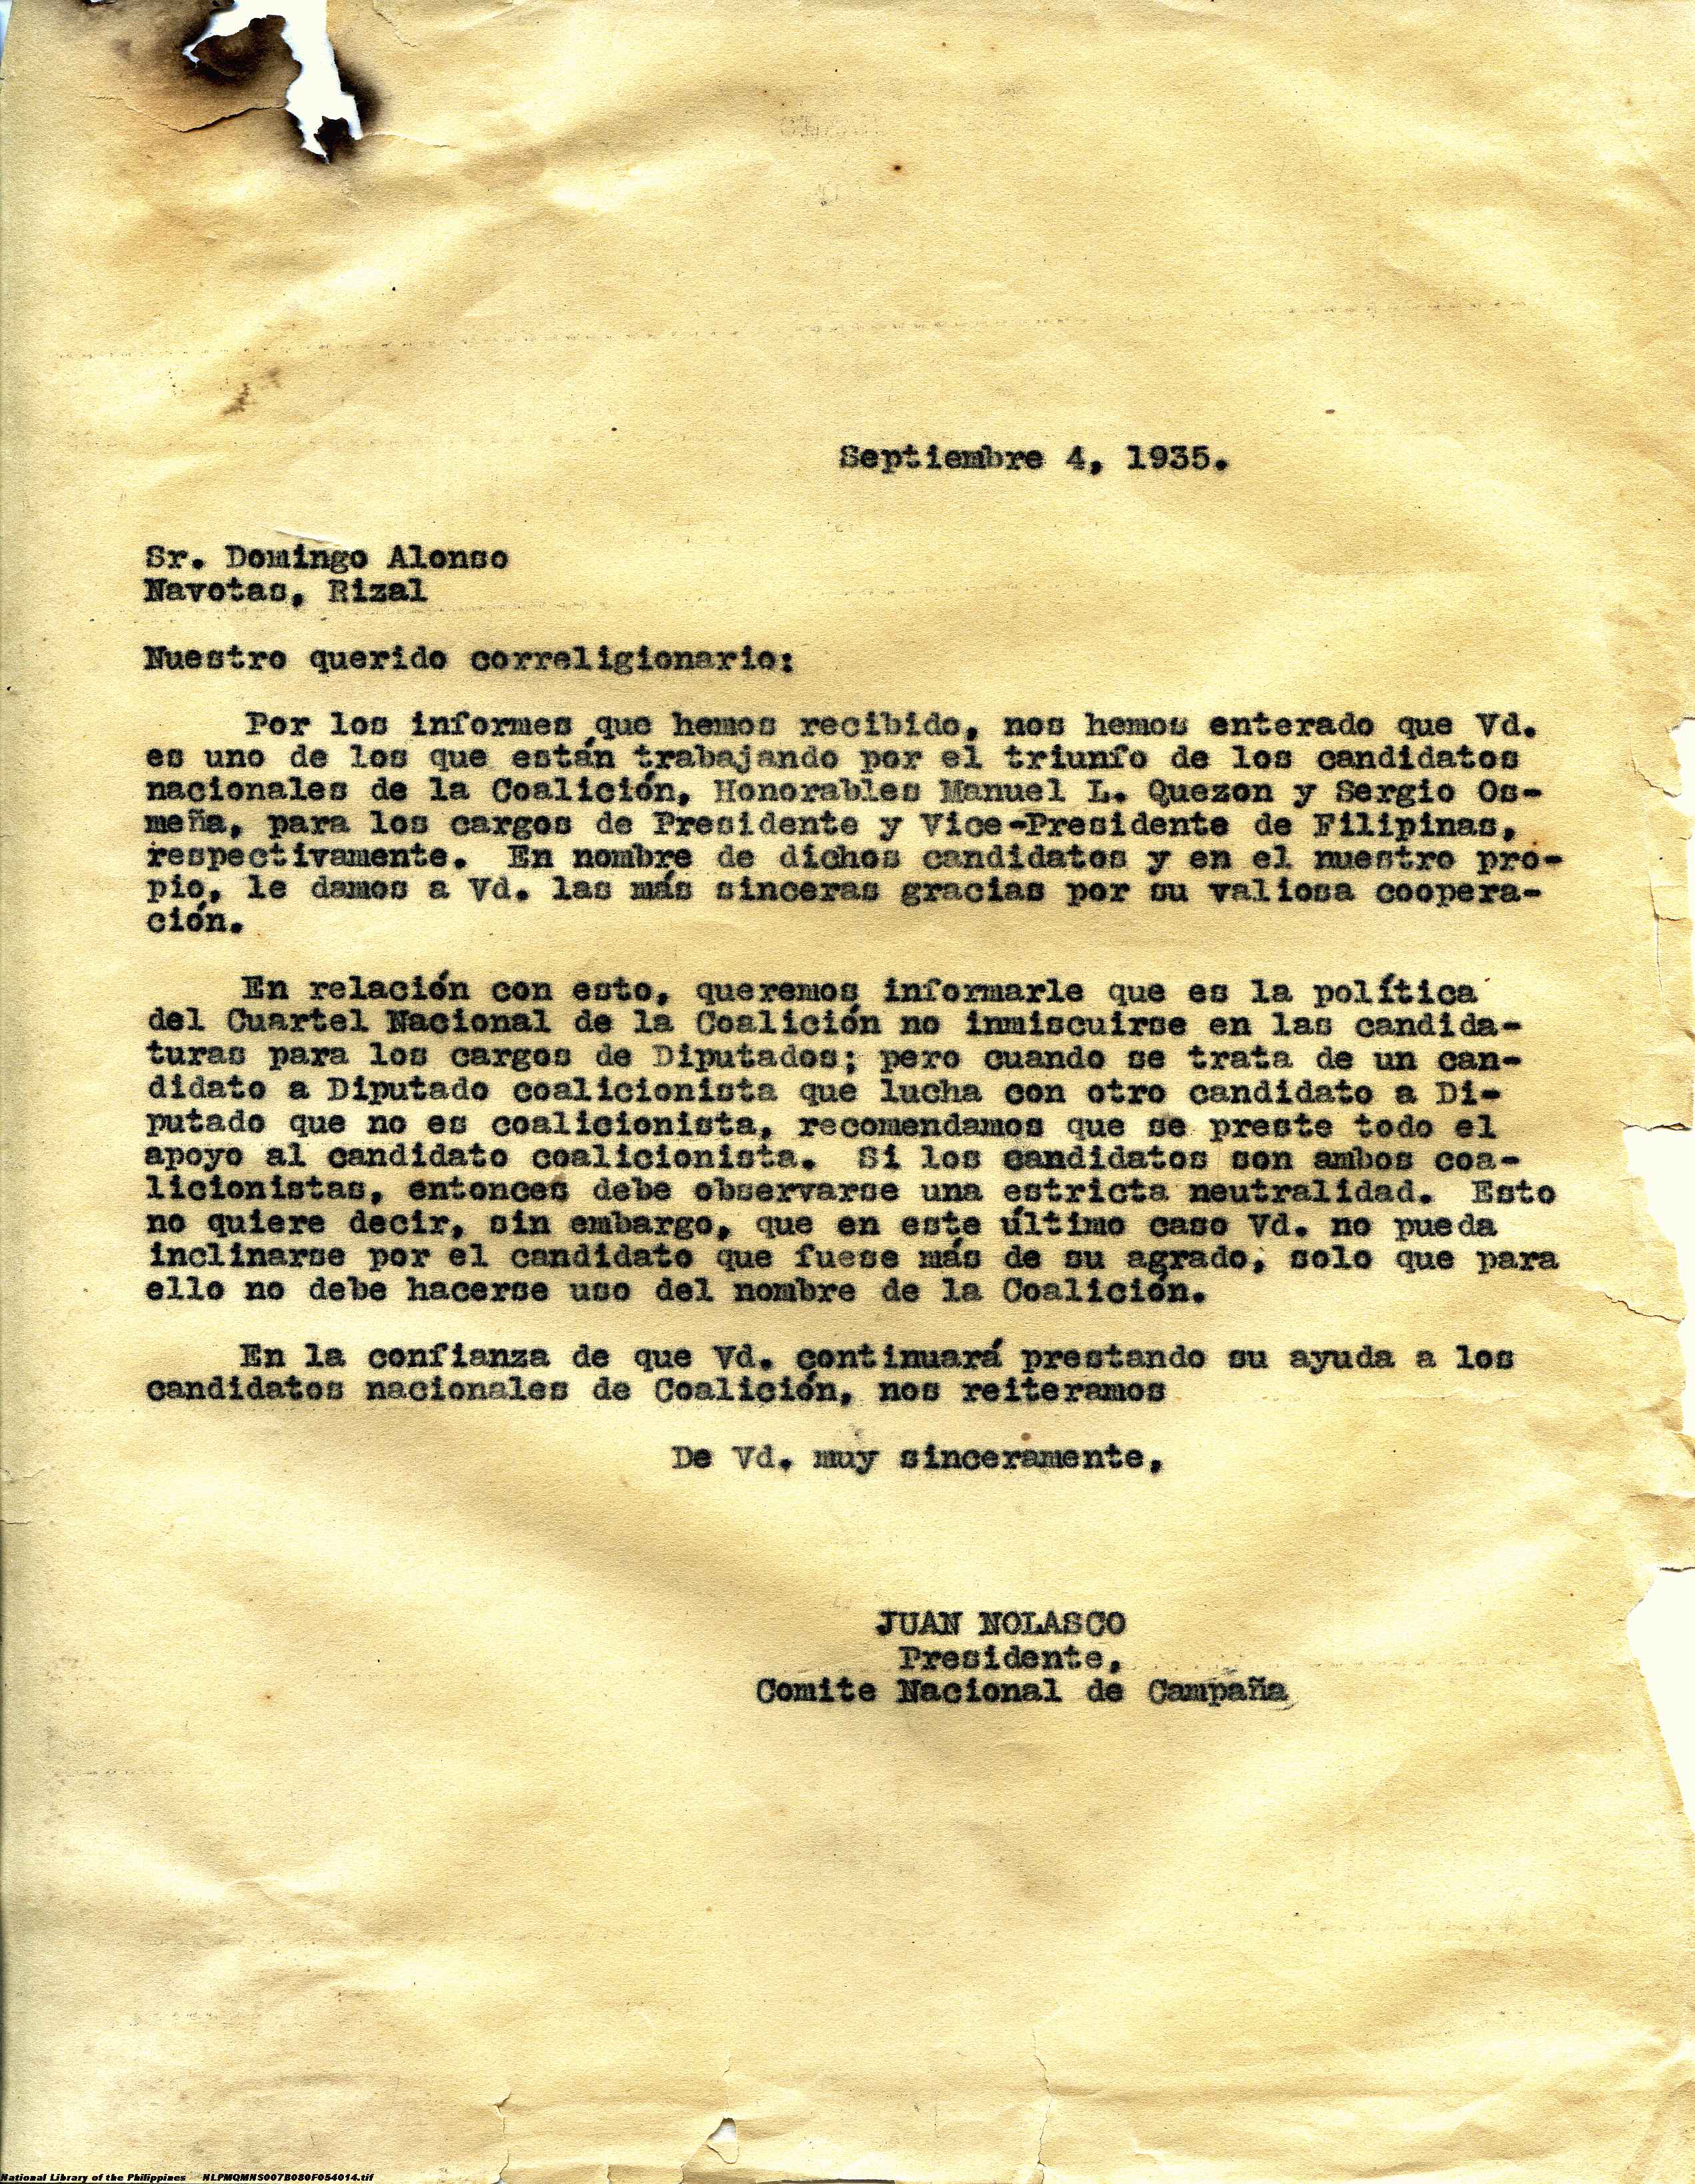 Septiembre 4, 1935.
Sr. Domingo Alonso
Navotas, Rizal
Nuestro querido correligionario:
Por los informes que hemos recibido, nos hemos enterado que Vd.
es uno de los que están trabajando por el triunfo de los candidatos
nacionales de la Coalición, Honorables Manuel L. Quezon y Sergio Os-
meña, para los cargos de Presidente y Vice-Presidente de Filipinas,
respectivamente. En nombre de dichos candidatos y en el nuestro pro-
pio, le damos a Vd. las más sinceras gracias por su valiosa coopera-
ción.
En relación con esto, queremos informarle que es la política
del Cuartel Nacional de la Coalición no inmiscuirse en las candida-
turas para los cargos de Diputados; pero cuando se trata de un can-
didato a Diputado coalicionista que lucha con otro candidato a Di-
putado que no es coalicionista, recomendamos que se preste todo el
apoyo al candidato coalicionista. Si los candidatos son ambos coa-
licionistas, entonces debe observarse una estricta neutralidad. Esto
no quiere decir, sin embargo, que en este último caso Vd. no pueda
inclinarse por el candidato que fuese más de su agrado, solo que para
ello no debe hacerse uso del nombre de la Coalición.
En la confianza de que Vd. continuará prestando su ayuda a los
candidatos nacionales de Coalición, nos reiteramos
De Vd. muy sinceramente,
JUAN NOLASCO
Presidente,
Comite Nacional de Campaña
National Library of the Philippines NLPMQMNS007B080F054014.tif